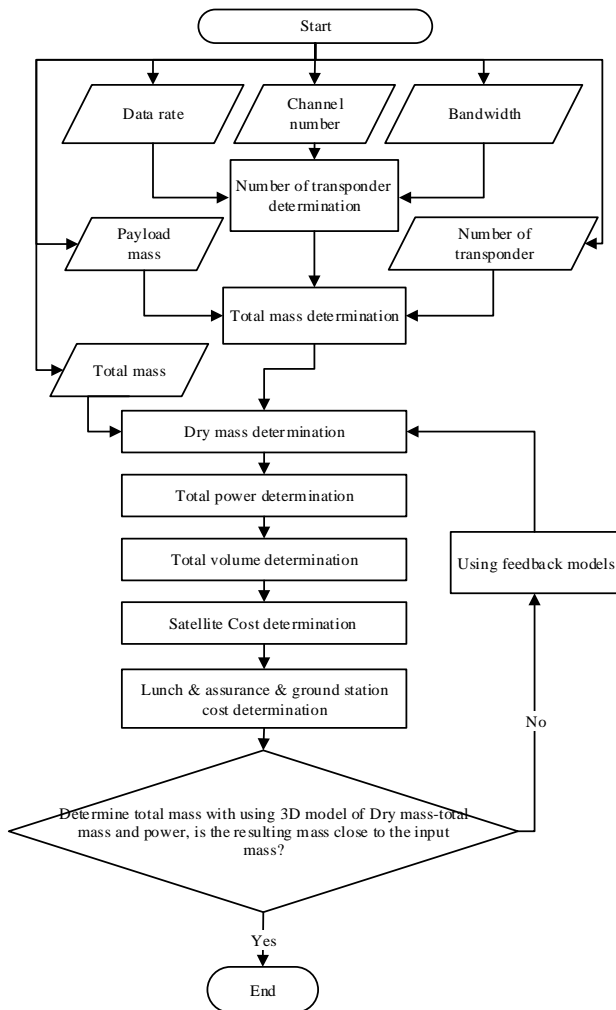 Start
Data rate
Channel
number
Bandwidth
Number of transponder
determination
Payload
mass
Number of
transponder
Total mass determination
Total mass
Dry mass determination
Total power determination
Using feedback models
Total volume determination
Satellite Cost determination
Lunch & assurance & ground station
cost determination
No
Determine total mass with using 3D model of Dry mass-total
mass and power, is the resulting mass close to the input
mass?
Yes
End